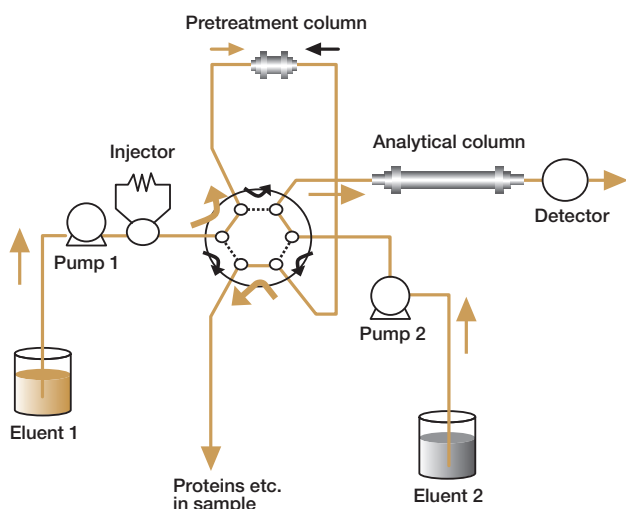 Pretreatment column
Analytical column
Injector
Detector
Pump 1
Pump 2
Eluent 1
Eluent 2
Proteins etc.
in sample